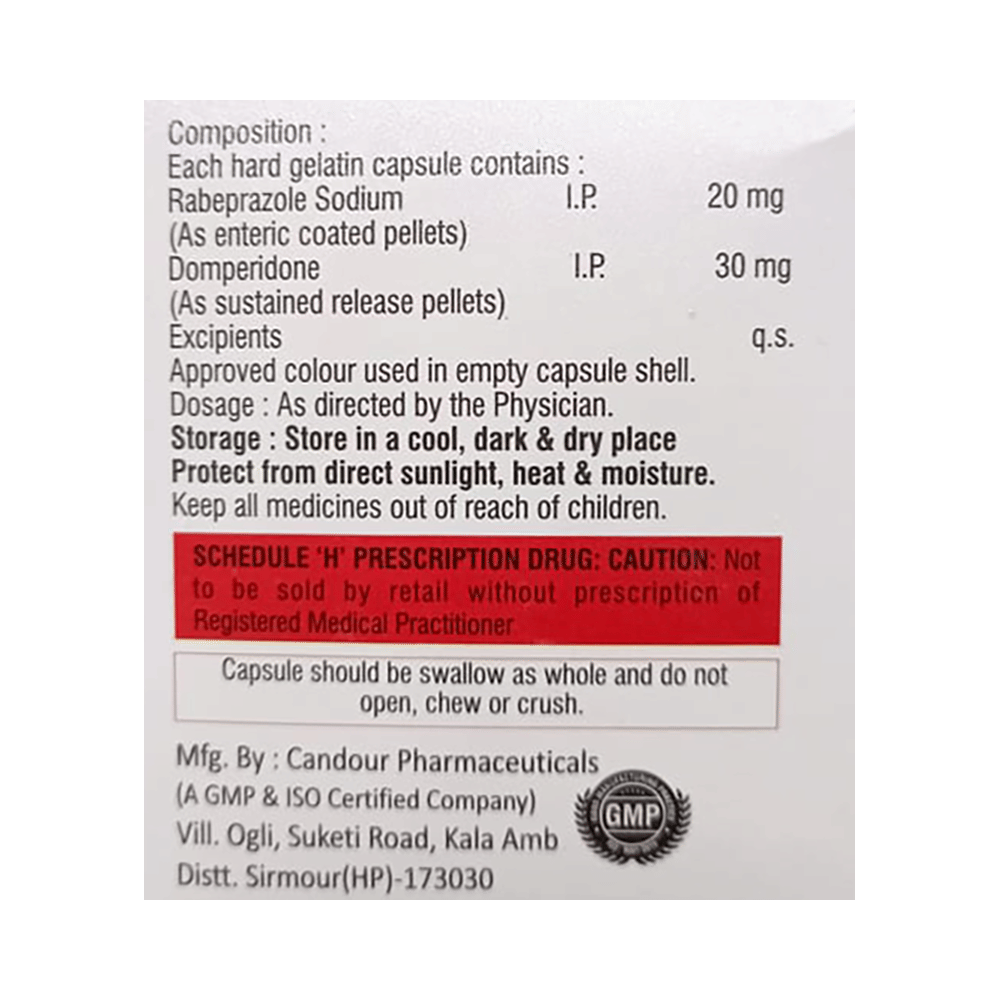 Composition :
Each hard gelatin capsule contains :
Rabeprazole Sodium I.P. 20 mg
(As enteric coated pellets)
Domperidone I.P. 30 mg
(As sustained release pellets)
Excipients q.s.
Approved colour used in empty capsule shell.
Dosage : As directed by the Physician.
Storage : Store in a cool, dark & dry place
Protect from direct sunlight, heat & moisture.
Keep all medicines out of reach of children.
SCHEDULE 'H' PRESCRIPTION DRUG: CAUTION: Not
to be sold by retail without prescription of
Registered Medical Practitioner
Capsule should be swallow as whole and do not
open, chew or crush.
Mfg. By : Candour Pharmaceuticals
(A GMP & ISO Certified Company)
Vill. Ogli, Suketi Road, Kala Amb
Distt. Sirmour(HP)-173030
GMP